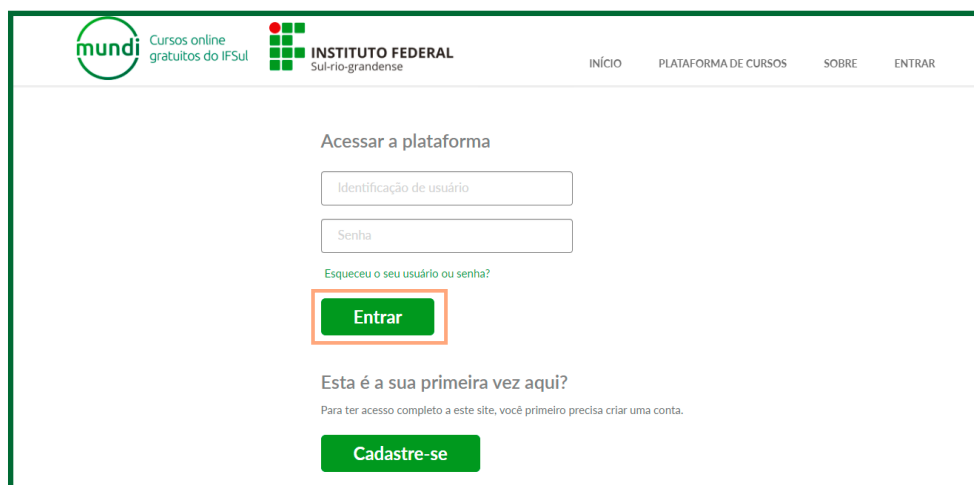 mundi
Cursos online
gratuitos do IFSul
INSTITUTO FEDERAL
Sul-rio-grandense
INÍCIO PLATAFORMA DE CURSOS SOBRE ENTRAR
Acessar a plataforma
Identificação de usuário
Senha
Esqueceu o seu usuário ou senha?
Entrar
Esta é a sua primeira vez aqui?
Para ter acesso completo a este site, você primeiro precisa criar uma conta.
Cadastre-se